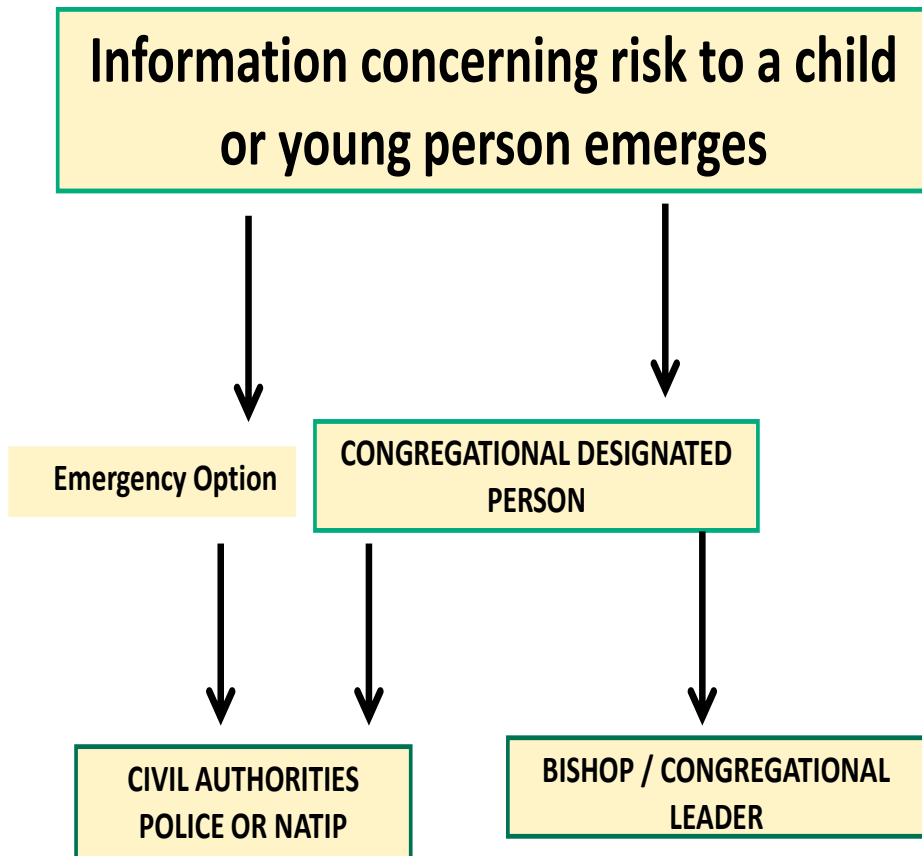 Information concerning risk to a child
or young person emerges
Emergency Option
CONGREGATIONAL DESIGNATED
PERSON
CIVIL AUTHORITIES
POLICE OR NATIP
BISHOP / CONGREGATIONAL
LEADER